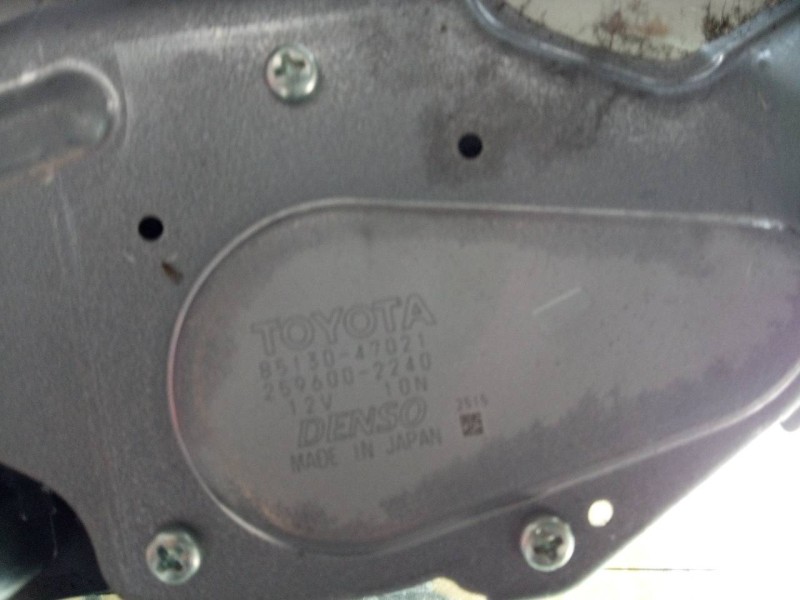 TOYOTA
85130-47021
259600-2240
12V 10N
DENSO
MADE IN JAPAN
2515